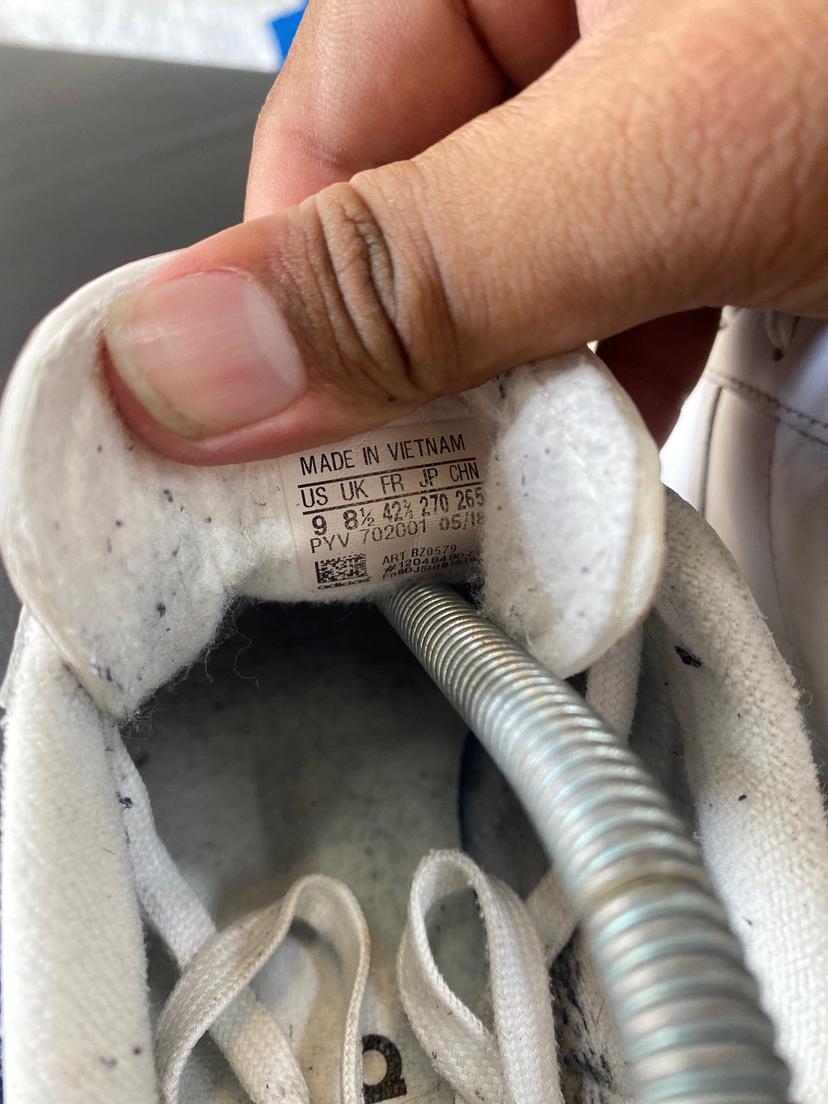 MADE IN VIETNAM
US UK FR JP CHN
9 8½ 42⅔ 270 265
PYV 702001 05/18
ART BZ0579
adidas